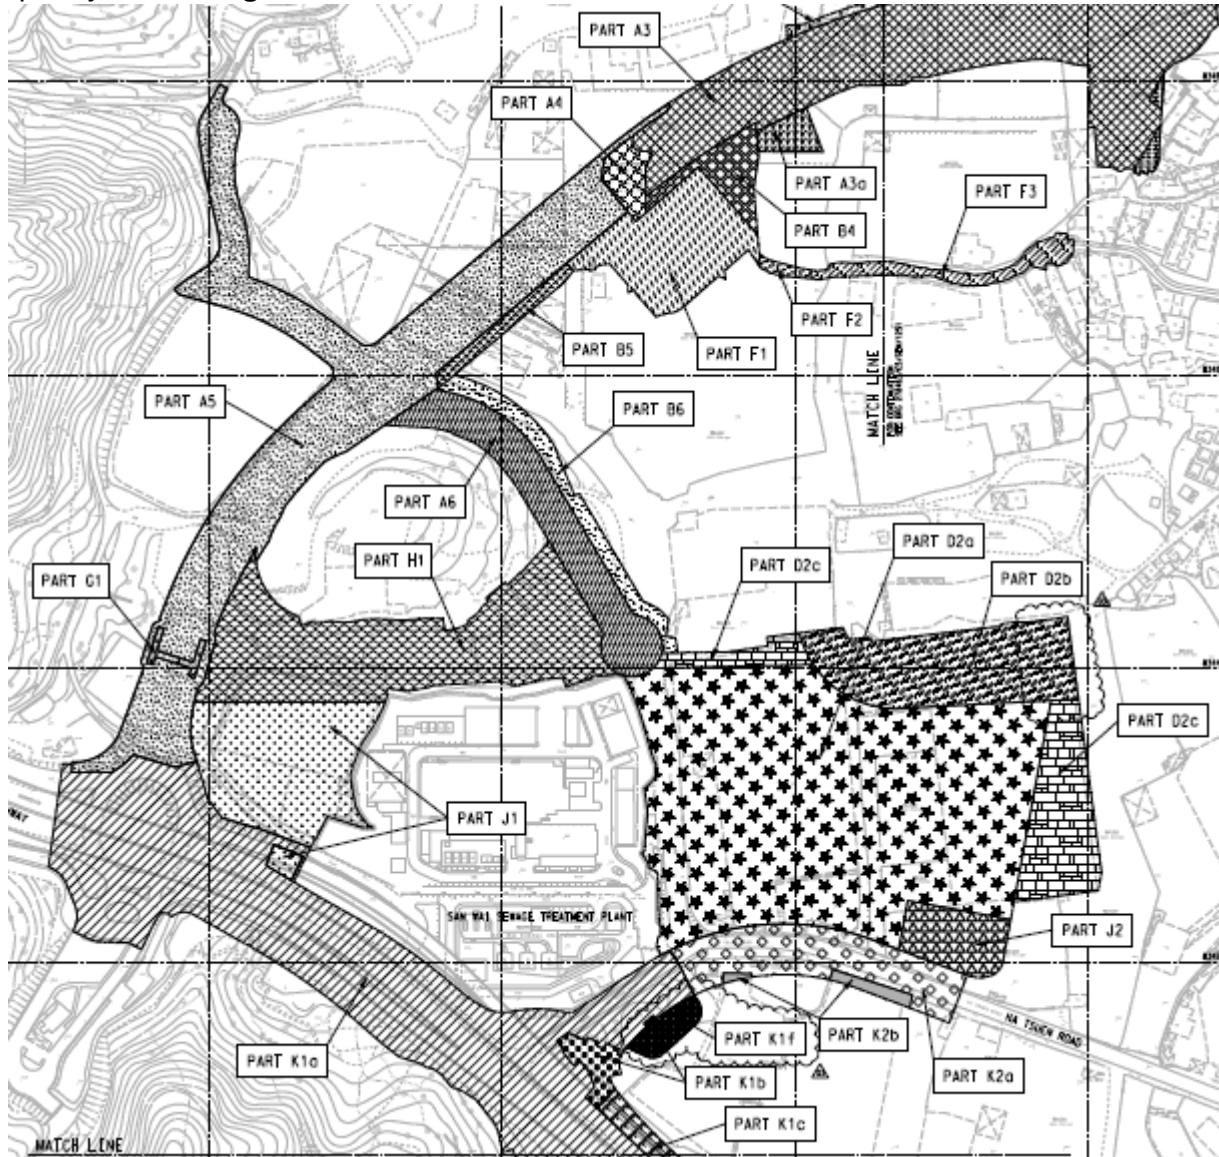 PART A3
PART A4
PART A3a
PART F3
PART B4
PART F2
PART B5
PART F1
MATCH LINE
PART A5
PART B6
PART A6
PART D2a
PART H1
PART D2c
PART G1
PART D2b
PART D2c
PART J1
SAN WAI SEWAGE TREATMENT PLANT
PART J2
HA TSUEN ROAD
PART K1f
PART K2b
PART K1a
PART K1b
PART K2a
PART K1c
MATCH LINE